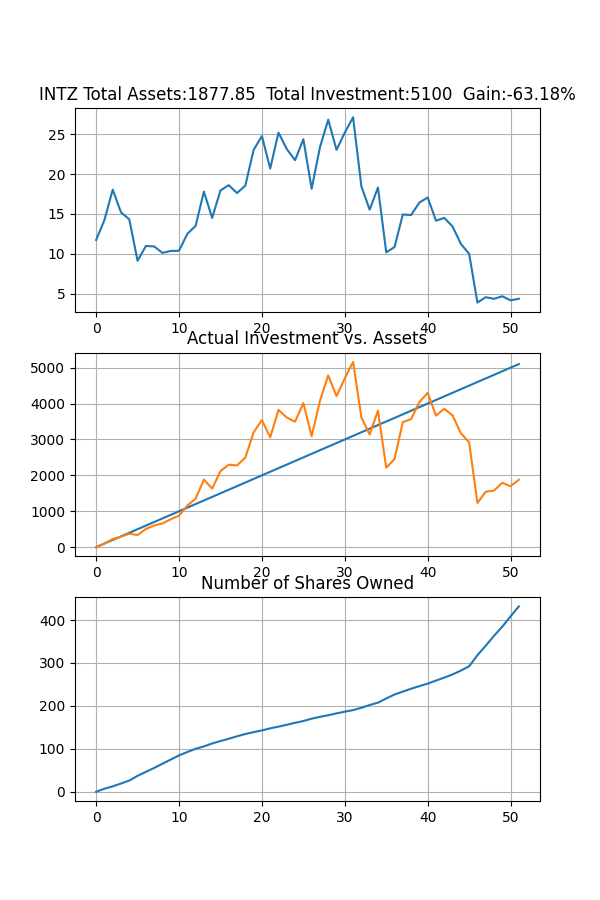 INTZ Total Assets:1877.85  Total Investment:5100  Gain:-63.18%
25
20
15
10
5
0 10 20 30 40 50
Actual Investment vs. Assets
5000
4000
3000
2000
1000
0
0 10 20 30 40 50
Number of Shares Owned
400
300
200
100
0
0 10 20 30 40 50